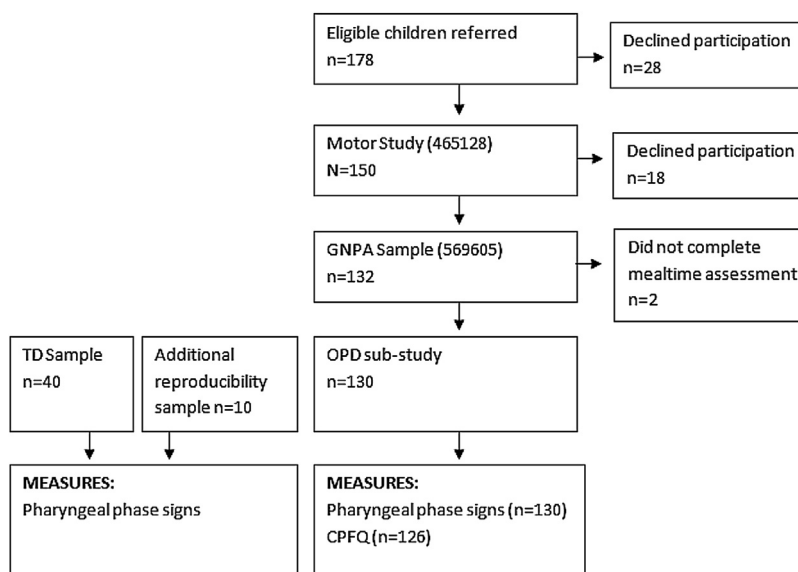 Eligible children referred
n=178
Declined participation
n=28
Motor Study (465128)
N=150
Declined participation
n=18
GNPA Sample (569605)
n=132
Did not complete
mealtime assessment
n=2
TD Sample
n=40
Additional
reproducibility
sample n=10
OPD sub-study
n=130
MEASURES:
Pharyngeal phase signs
MEASURES:
Pharyngeal phase signs (n=130)
CPFQ (n=126)